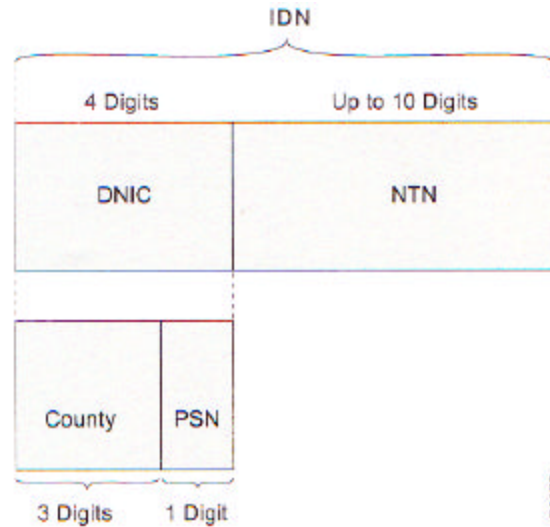 IDN
4 Digits Up to 10 Digits
DNIC NTN
County PSN
3 Digits 1 Digit